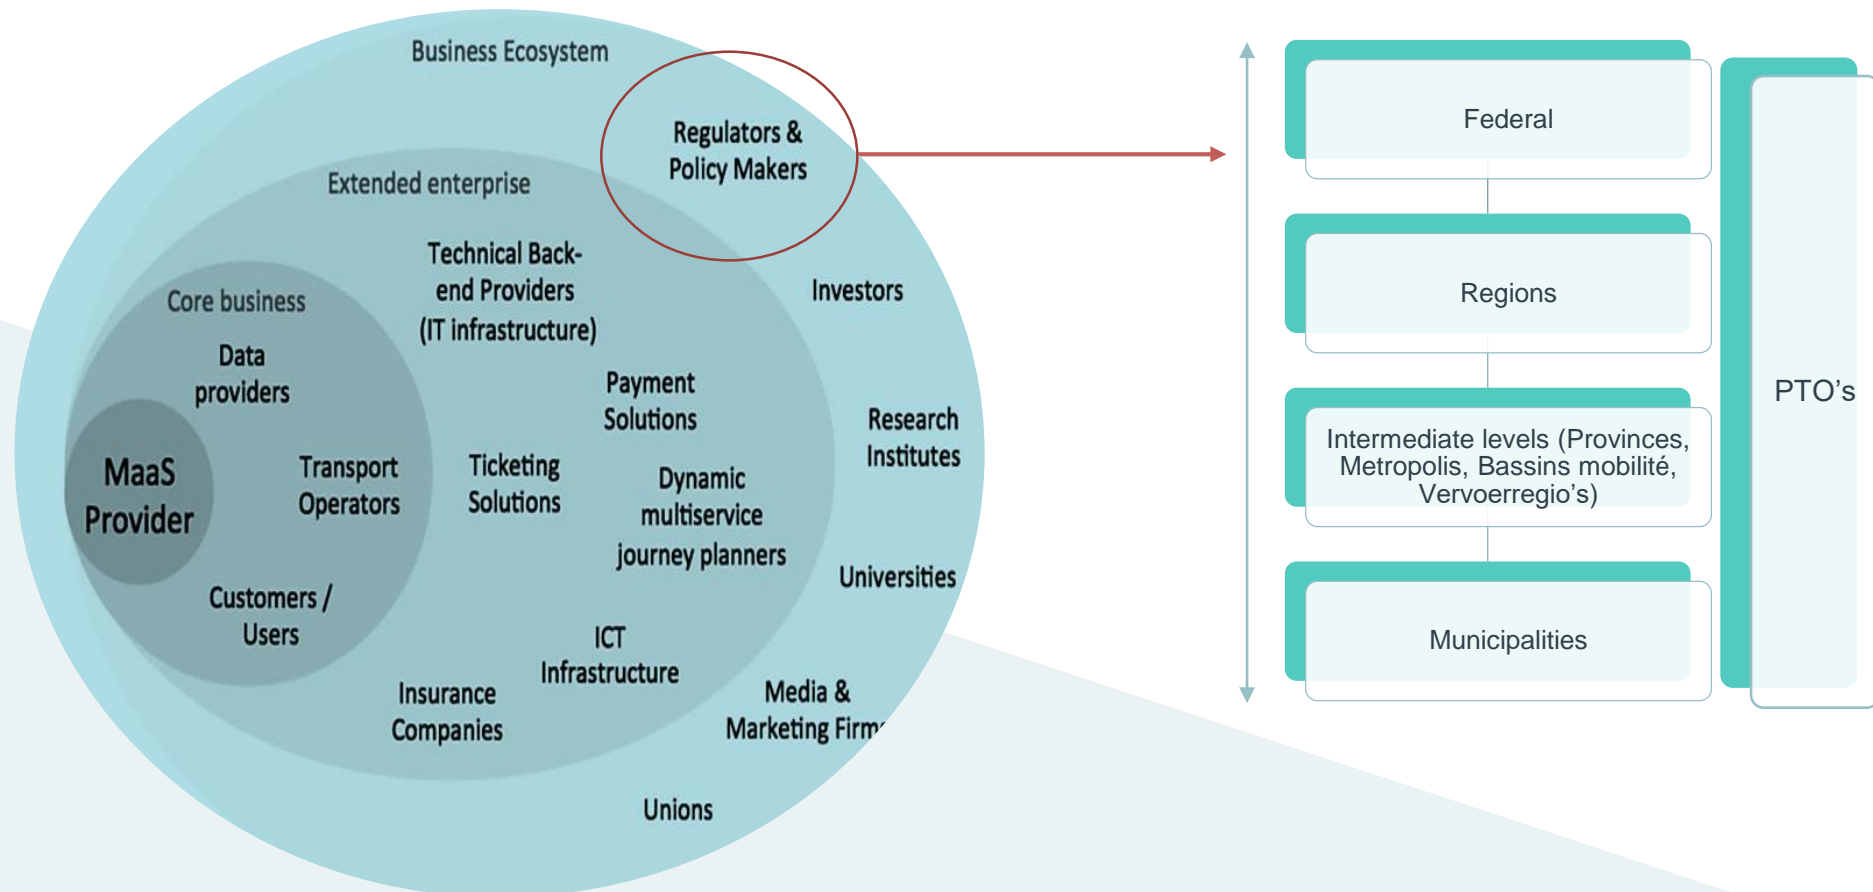 Business Ecosystem
Regulators &
Policy Makers
Extended enterprise
Technical Back-
end Providers
(IT infrastructure)
Investors
Core business
Data
providers
Payment
Solutions
Research
Institutes
MaaS
Provider
Transport
Operators
Ticketing
Solutions
Dynamic
multiservice
journey planners
Universities
Customers /
Users
ICT
Infrastructure
Insurance
Companies
Media &
Marketing Firms
Unions
Federal
Regions
Intermediate levels (Provinces,
Metropolis, Bassins mobilité,
Vervoerregio's)
Municipalities
PTO's